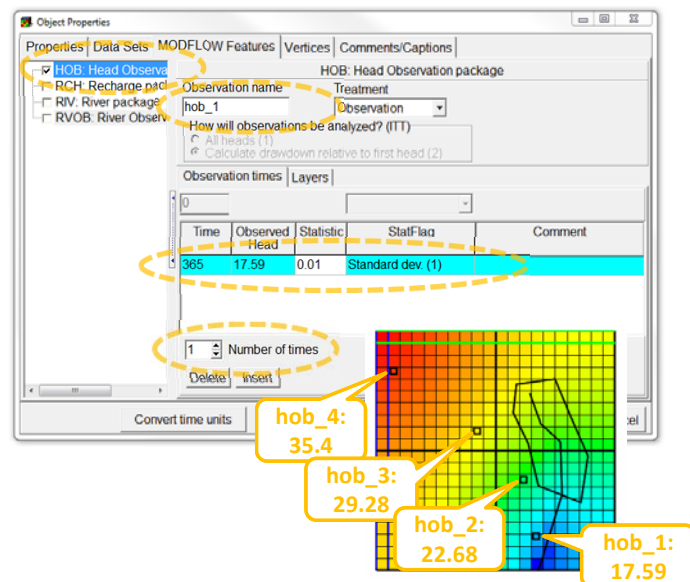 Object Properties
Properties Data Sets MODFLOW Features Vertices Comments/Captions
HOB: Head Observa
RCH: Recharge pac
RIV: River package
RVOB: River Observ
HOB: Head Observation package
Observation name Treatment
hob_1 Observation
How will observations be analyzed? (ITT)
All heads (1)
Calculate drawdown relative to first head (2)
Observation times Layers
0
Time Observed Head Statistic StatFlag Comment
365 17.59 0.01 Standard dev. (1)
1 Number of times
Delete Insert
Convert time units cel
hob_4:
35.4
hob_3:
29.28
hob_2:
22.68
hob_1:
17.59